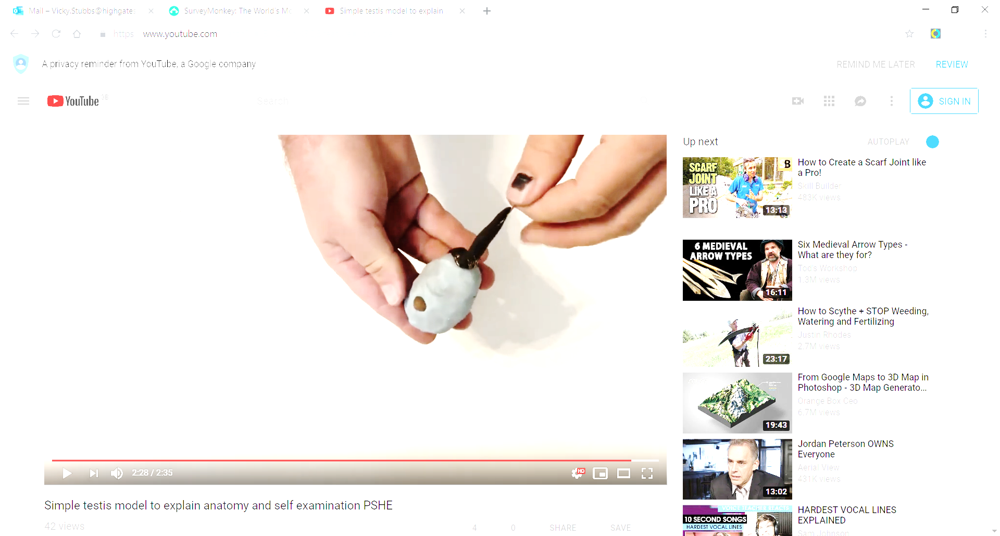 Mail – Vicky.Stubbs@highgate
SurveyMonkey: The World's Mo
Simple testis model to explain
https www.youtube.com
A privacy reminder from YouTube, a Google company
REMIND ME LATER
REVIEW
YouTube GB
Search
SIGN IN
Up next
AUTOPLAY
SCARF
JOINT
LIKE A
PRO
B
13:13
How to Create a Scarf Joint like
a Pro!
Skill Builder
483K views
6 MEDIEVAL
ARROW TYPES
16:11
Six Medieval Arrow Types -
What are they for?
Tod's Workshop
1.3M views
23:17
How to Scythe + STOP Weeding,
Watering and Fertilizing
Justin Rhodes
2.7M views
19:43
From Google Maps to 3D Map in
Photoshop - 3D Map Generato...
Orange Box Ceo
6.7M views
13:02
Jordan Peterson OWNS
Everyone
Aerial View
431K views
VOICE TEACHER REACTS
10 SECOND SONGS
HARDEST VOCAL LINES
HARDEST VOCAL LINES
EXPLAINED
Sam Johnson
2:28 / 2:35
HD
Simple testis model to explain anatomy and self examination PSHE
42 views
4
0
SHARE
SAVE